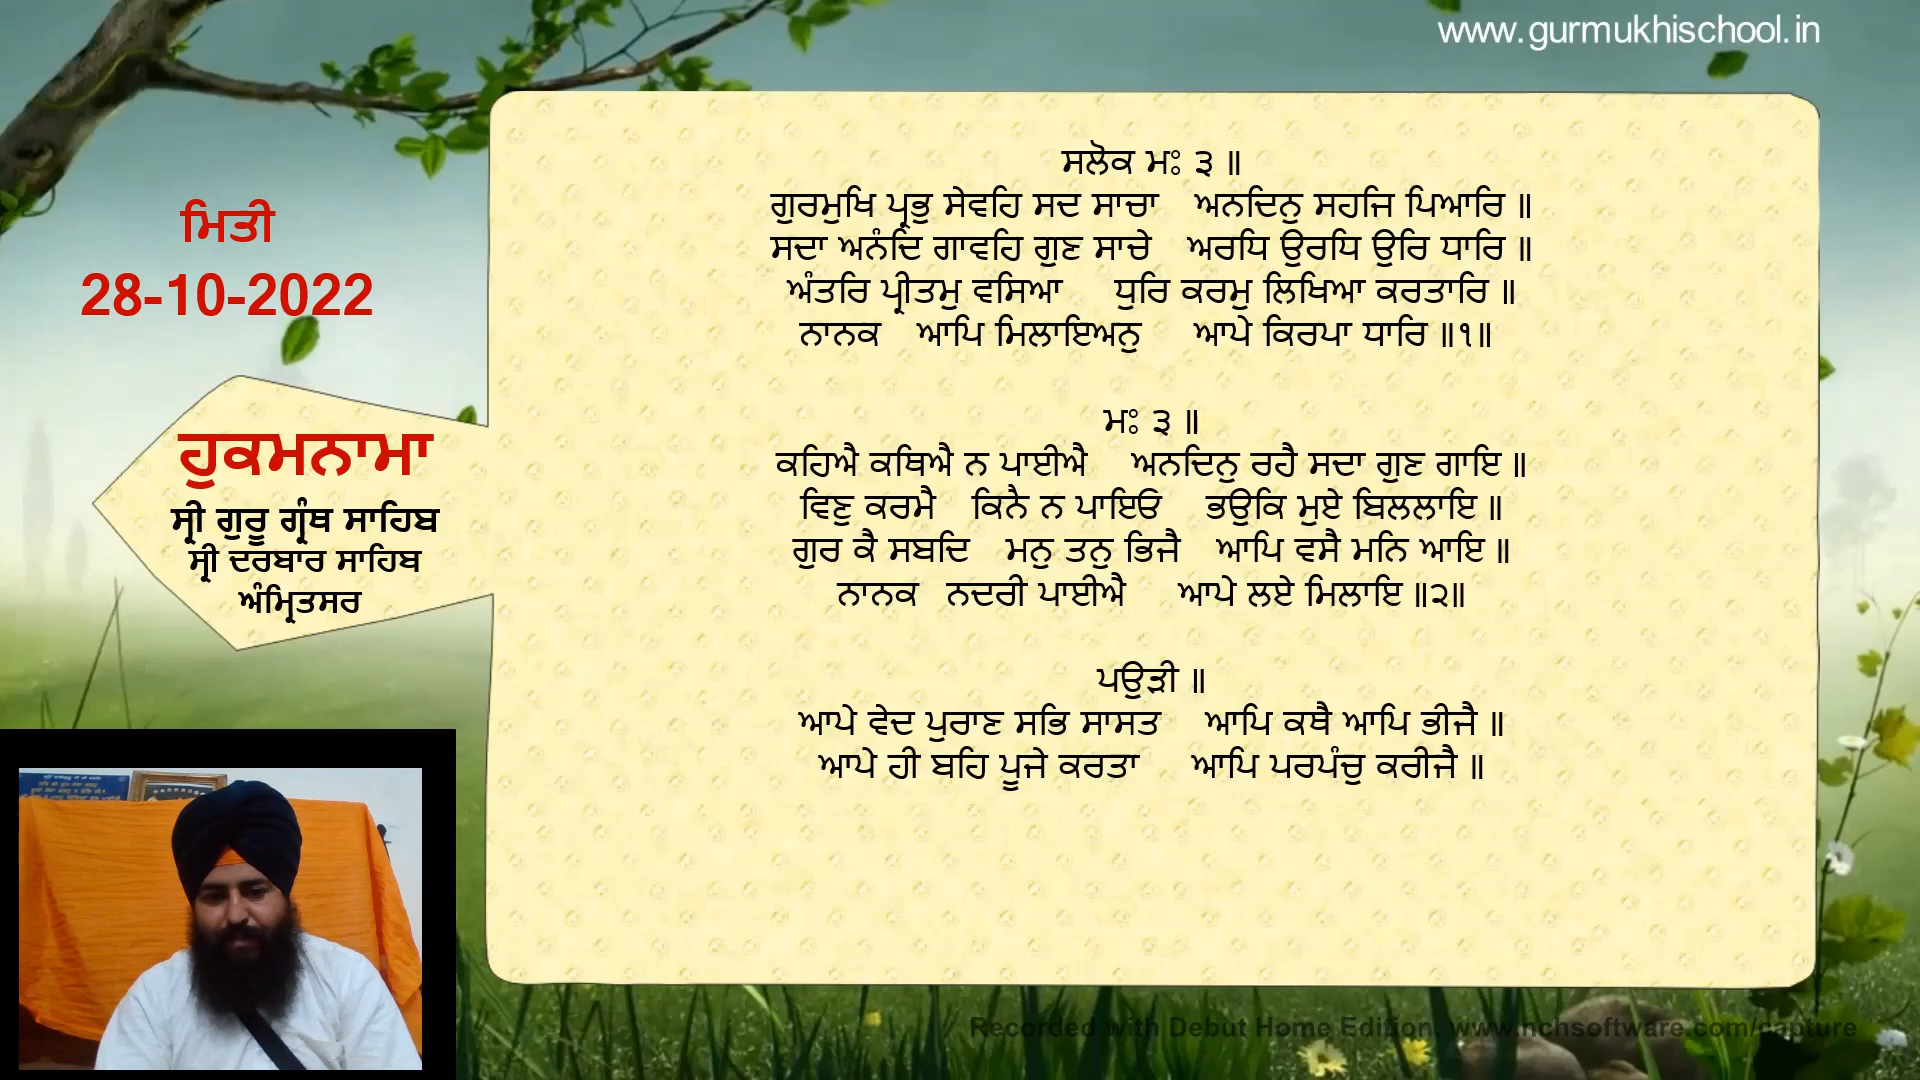 www.gurmukhischool.in
ਮਿਤੀ
28-10-2022
ਹੁਕਮਨਾਮਾ
ਸ੍ਰੀ ਗੁਰੂ ਗ੍ਰੰਥ ਸਾਹਿਬ
ਸ੍ਰੀ ਦਰਬਾਰ ਸਾਹਿਬ
ਅੰਮ੍ਰਿਤਸਰ
ਸਲੋਕ ਮਃ ੩ ॥
ਗੁਰਮੁਖਿ ਪ੍ਰਭੁ ਸੇਵਹਿ ਸਦ ਸਾਚਾ ਅਨਦਿਨੁ ਸਹਜਿ ਪਿਆਰਿ ॥
ਸਦਾ ਅਨੰਦਿ ਗਾਵਹਿ ਗੁਣ ਸਾਚੇ ਅਰਧਿ ਉਰਧਿ ਉਰਿ ਧਾਰਿ ॥
ਅੰਤਰਿ ਪ੍ਰੀਤਮੁ ਵਸਿਆ ਧੁਰਿ ਕਰਮੁ ਲਿਖਿਆ ਕਰਤਾਰਿ ॥
ਨਾਨਕ ਆਪਿ ਮਿਲਾਇਅਨੁ ਆਪੇ ਕਿਰਪਾ ਧਾਰਿ ॥੧॥
ਮਃ ੩ ॥
ਕਹਿਐ ਕਥਿਐ ਨ ਪਾਈਐ ਅਨਦਿਨੁ ਰਹੈ ਸਦਾ ਗੁਣ ਗਾਇ ॥
ਵਿਣੁ ਕਰਮੈ ਕਿਨੈ ਨ ਪਾਇਓ ਭਉਕਿ ਮੁਏ ਬਿਲਲਾਇ ॥
ਗੁਰ ਕੈ ਸਬਦਿ ਮਨੁ ਤਨੁ ਭਿਜੈ ਆਪਿ ਵਸੈ ਮਨਿ ਆਇ ॥
ਨਾਨਕ ਨਦਰੀ ਪਾਈਐ ਆਪੇ ਲਏ ਮਿਲਾਇ ॥੨॥
ਪਉੜੀ ॥
ਆਪੇ ਵੇਦ ਪੁਰਾਣ ਸਭਿ ਸਾਸਤ ਆਪਿ ਕਥੈ ਆਪਿ ਭੀਜੈ ॥
ਆਪੇ ਹੀ ਬਹਿ ਪੂਜੇ ਕਰਤਾ ਆਪਿ ਪਰਪੰਚੁ ਕਰੀਜੈ ॥
Recorded with Debut Home Edition. www.nchsoftware.com/capture